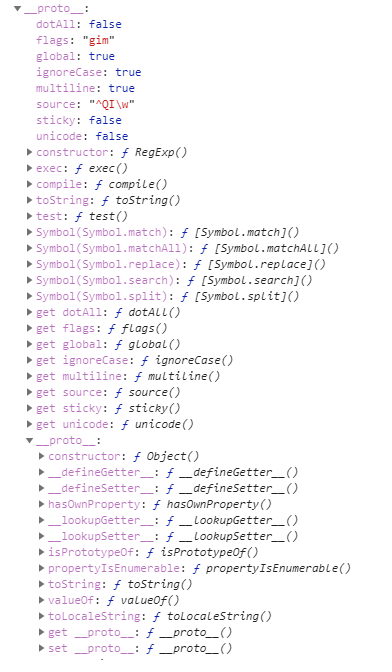 __proto__:
dotAll: false
flags: "gim"
global: true
ignoreCase: true
multiline: true
source: "^QI\w"
sticky: false
unicode: false
constructor: ƒ RegExp()
exec: ƒ exec()
compile: ƒ compile()
toString: ƒ toString()
test: ƒ test()
Symbol(Symbol.match): ƒ [Symbol.match]()
Symbol(Symbol.matchAll): ƒ [Symbol.matchAll]()
Symbol(Symbol.replace): ƒ [Symbol.replace]()
Symbol(Symbol.search): ƒ [Symbol.search]()
Symbol(Symbol.split): ƒ [Symbol.split]()
get dotAll: ƒ dotAll()
get flags: ƒ flags()
get global: ƒ global()
get ignoreCase: ƒ ignoreCase()
get multiline: ƒ multiline()
get source: ƒ source()
get sticky: ƒ sticky()
get unicode: ƒ unicode()
__proto__:
constructor: ƒ Object()
__defineGetter__: ƒ __defineGetter__()
__defineSetter__: ƒ __defineSetter__()
hasOwnProperty: ƒ hasOwnProperty()
__lookupGetter__: ƒ __lookupGetter__()
__lookupSetter__: ƒ __lookupSetter__()
isPrototypeOf: ƒ isPrototypeOf()
propertyIsEnumerable: ƒ propertyIsEnumerable()
toString: ƒ toString()
valueOf: ƒ valueOf()
toLocaleString: ƒ toLocaleString()
get __proto__: ƒ __proto__()
set __proto__: ƒ __proto__()